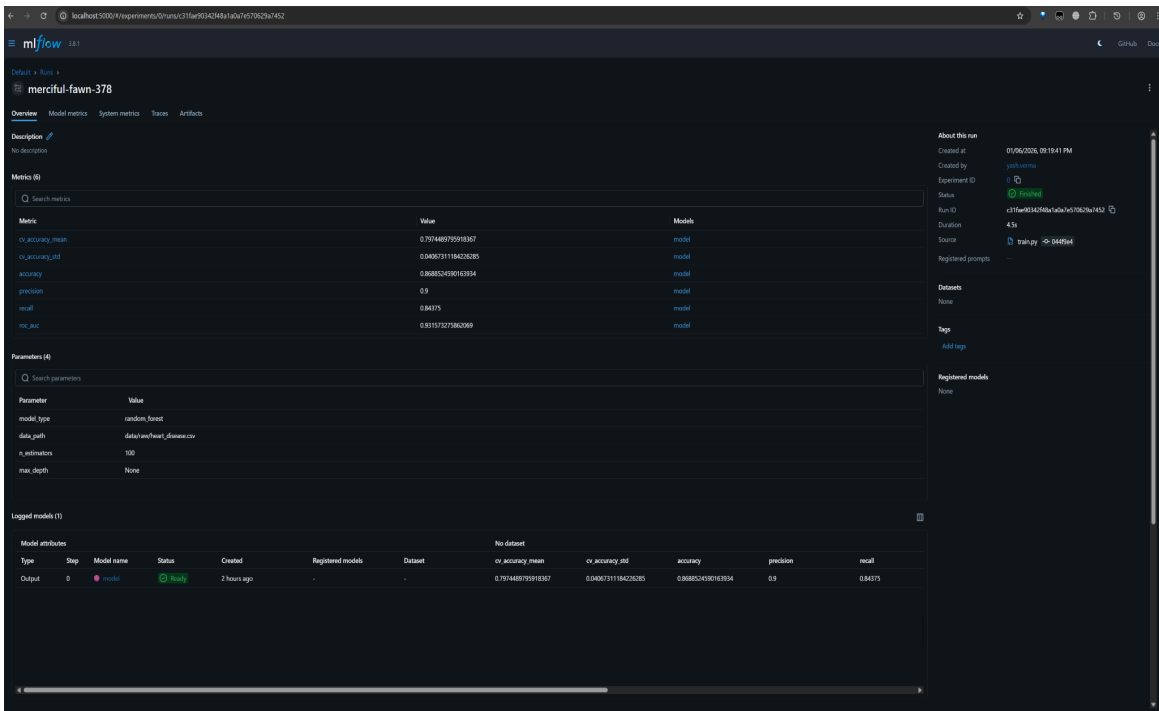 localhost:5000/#/experiments/0/runs/c31fae90342f48a1a0a7e570629a7452
mlflow 3.8.1
GitHub Doc
Default > Runs >
merciful-fawn-378
Overview Model metrics System metrics Traces Artifacts
Description
No description
Metrics (6)
Search metrics
Metric Value Models
cv_accuracy_mean 0.7974489795918367 model
cv_accuracy_std 0.04067311184226285 model
accuracy 0.8688524590163934 model
precision 0.9 model
recall 0.84375 model
roc_auc 0.931573275862069 model
Parameters (4)
Search parameters
Parameter Value
model_type random_forest
data_path data/raw/heart_disease.csv
n_estimators 100
max_depth None
Logged models (1)
Model attributes No dataset
Type Step Model name Status Created Registered models Dataset cv_accuracy_mean cv_accuracy_std accuracy precision recall
Output 0 model Ready 2 hours ago - - 0.7974489795918367 0.04067311184226285 0.8688524590163934 0.9 0.84375
About this run
Created at 01/06/2026, 09:19:41 PM
Created by yash.verma
Experiment ID 0
Status Finished
Run ID c31fae90342f48a1a0a7e570629a7452
Duration 4.5s
Source train.py 044f9e4
Registered prompts —
Datasets
None
Tags
Add tags
Registered models
None